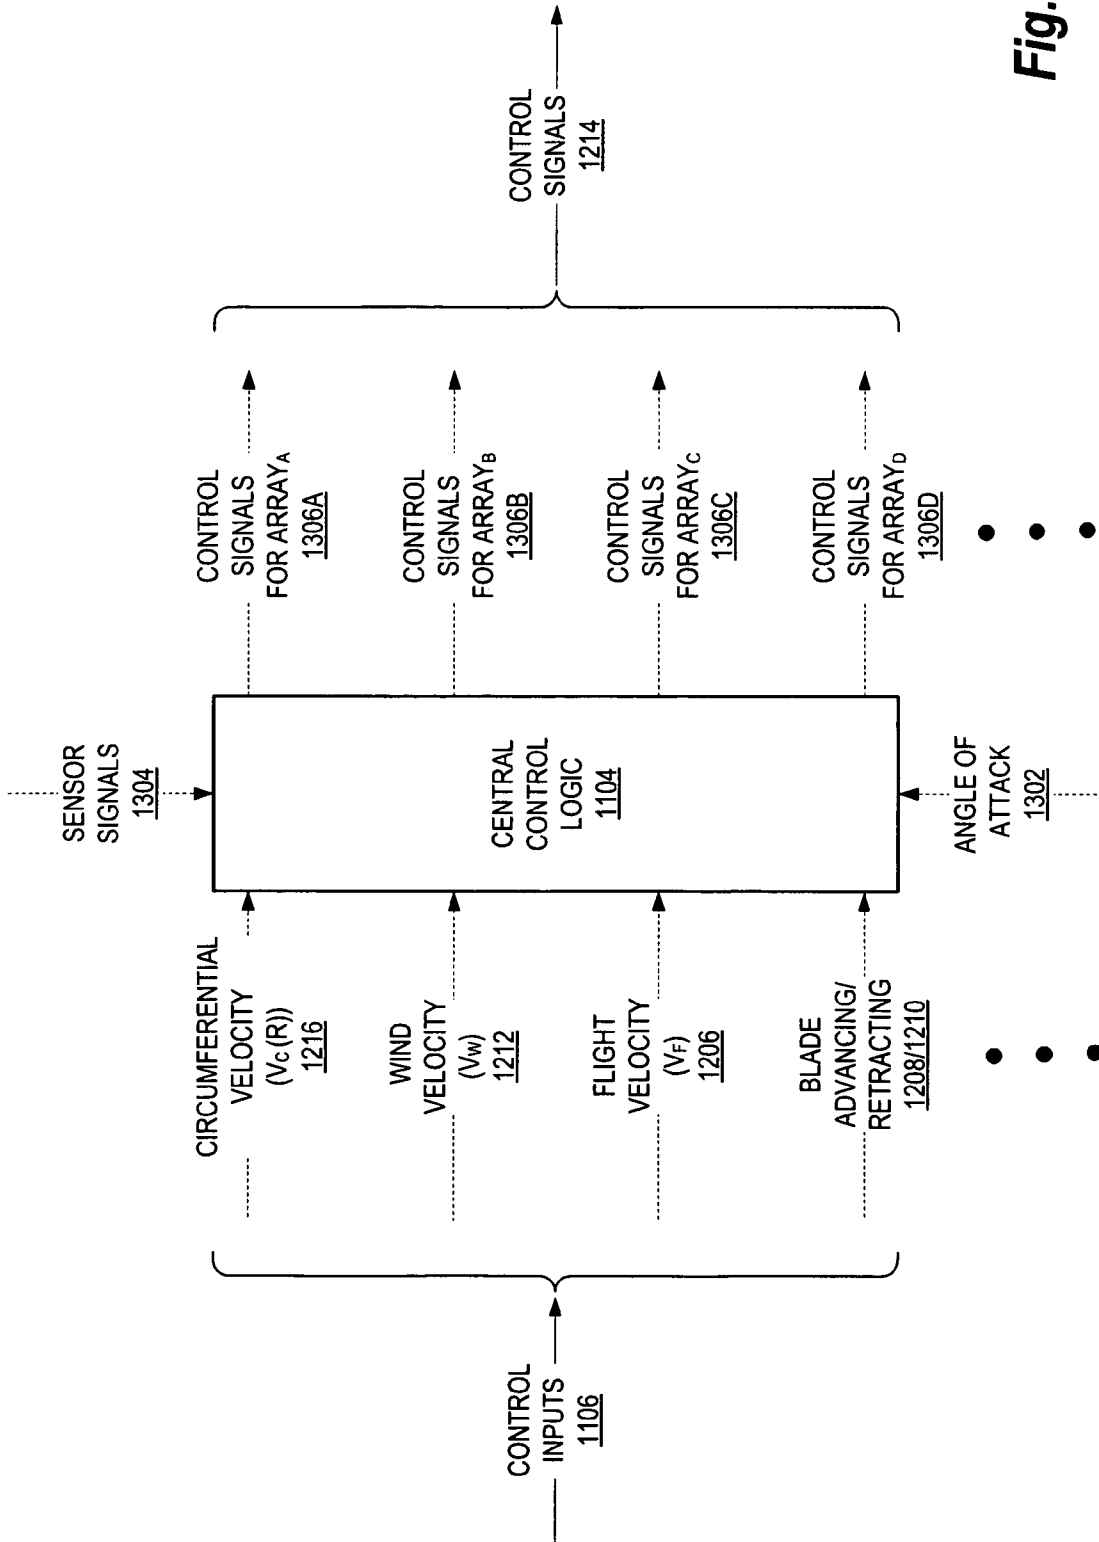 CONTROL
INPUTS
1106
CIRCUMFERENTIAL
VELOCITY
(VC(R))
1216
WIND
VELOCITY
(VW)
1212
FLIGHT
VELOCITY
(VF)
1206
BLADE
ADVANCING/
RETRACTING
1208/1210
SENSOR
SIGNALS
1304
CENTRAL
CONTROL
LOGIC
1104
ANGLE OF
ATTACK
1302
CONTROL
SIGNALS
FOR ARRAYA
1306A
CONTROL
SIGNALS
FOR ARRAYB
1306B
CONTROL
SIGNALS
FOR ARRAYC
1306C
CONTROL
SIGNALS
FOR ARRAYD
1306D
CONTROL
SIGNALS
1214
Fig.